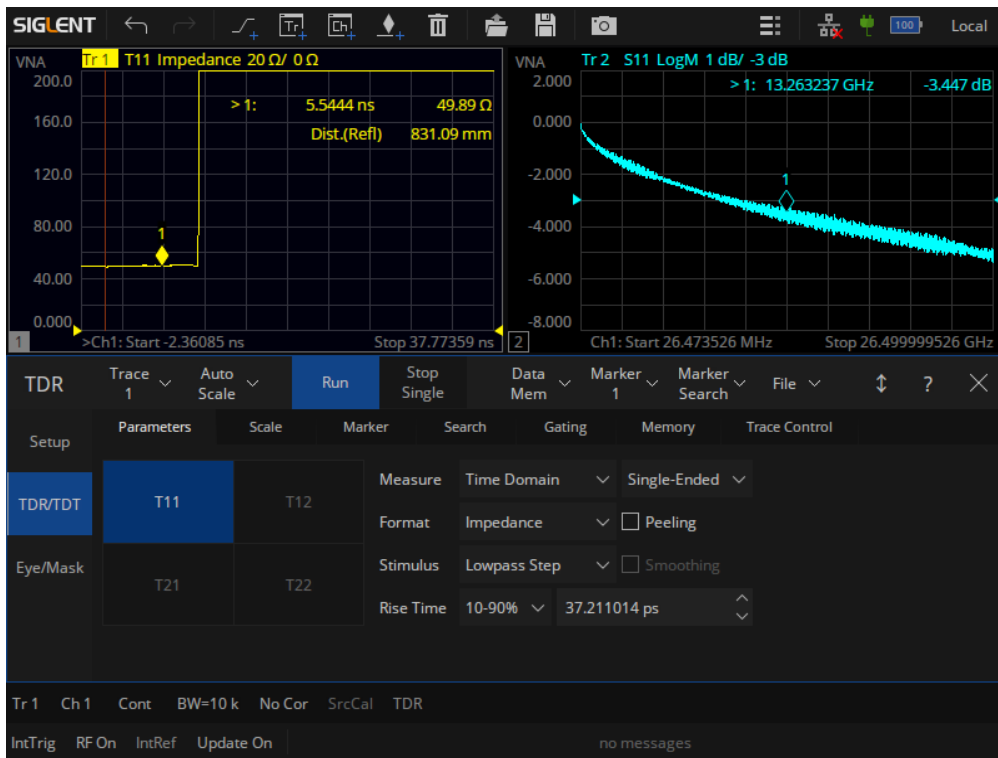 SIGLENT Tr Ch 100 Local
VNA Tr 1 T11 Impedance 20 Ω/ 0 Ω
200.0
> 1: 5.5444 ns 49.89 Ω
160.0
Dist.(Refl) 831.09 mm
120.0
80.00
1
40.00
0.000
1 >Ch1: Start -2.36085 ns Stop 37.77359 ns
VNA Tr 2 S11 LogM 1 dB/ -3 dB
2.000
> 1: 13.263237 GHz -3.447 dB
0.000
-2.000
1
-4.000
-6.000
-8.000
2 Ch1: Start 26.473526 MHz Stop 26.499999526 GHz
TDR Trace 1 Auto Scale Run Stop Single Data Mem Marker 1 Marker Search File ?
Setup Parameters Scale Marker Search Gating Memory Trace Control
TDR/TDT
Eye/Mask
T11 T12
T21 T22
Measure Time Domain Single-Ended
Format Impedance Peeling
Stimulus Lowpass Step Smoothing
Rise Time 10-90% 37.211014 ps
Tr 1 Ch 1 Cont BW=10 k No Cor SrcCal TDR
IntTrig RF On IntRef Update On no messages